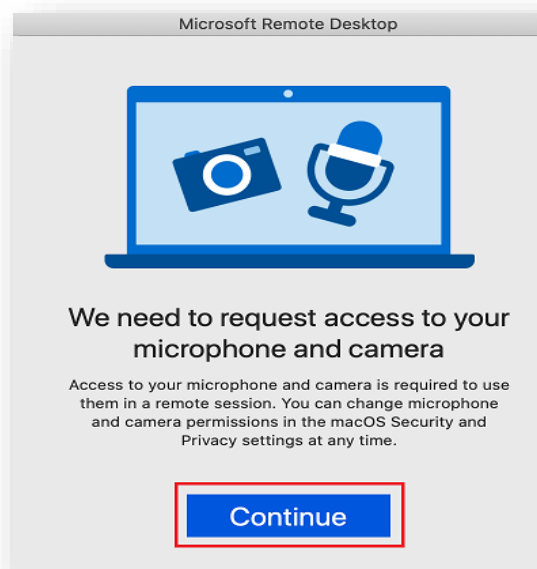 Microsoft Remote Desktop
We need to request access to your
microphone and camera
Access to your microphone and camera is required to use
them in a remote session. You can change microphone
and camera permissions in the macOS Security and
Privacy settings at any time.
Continue